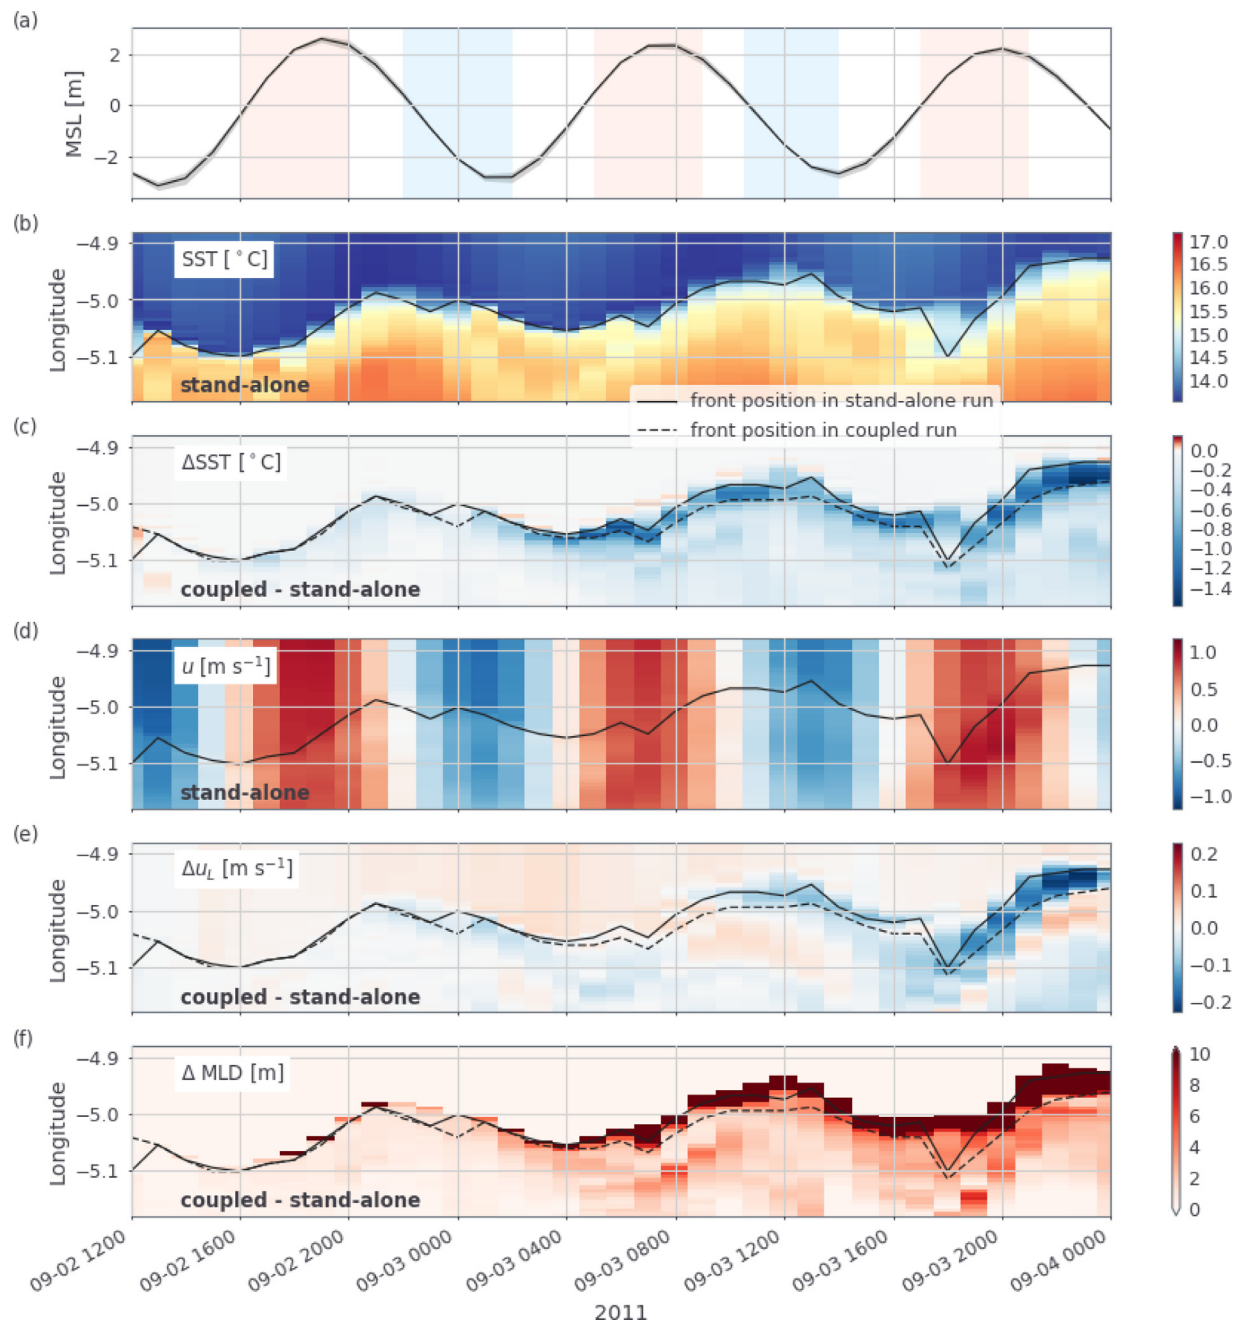 (a)
MSL [m]
2
0
−2
(b)
Longitude
−4.9
−5.0
−5.1
SST [°C]
stand-alone
17.0
16.5
16.0
15.5
15.0
14.5
14.0
front position in stand-alone run
front position in coupled run
(c)
Longitude
−4.9
−5.0
−5.1
ΔSST [°C]
coupled - stand-alone
0.0
−0.2
−0.4
−0.6
−0.8
−1.0
−1.2
−1.4
(d)
Longitude
−4.9
−5.0
−5.1
u [m s⁻¹]
stand-alone
1.0
0.5
0.0
−0.5
−1.0
(e)
Longitude
−4.9
−5.0
−5.1
Δu_L [m s⁻¹]
coupled - stand-alone
0.2
0.1
0.0
−0.1
−0.2
(f)
Longitude
−4.9
−5.0
−5.1
Δ MLD [m]
coupled - stand-alone
10
8
6
4
2
0
09-02 1200
09-02 1600
09-02 2000
09-03 0000
09-03 0400
09-03 0800
09-03 1200
09-03 1600
09-03 2000
09-04 0000
2011